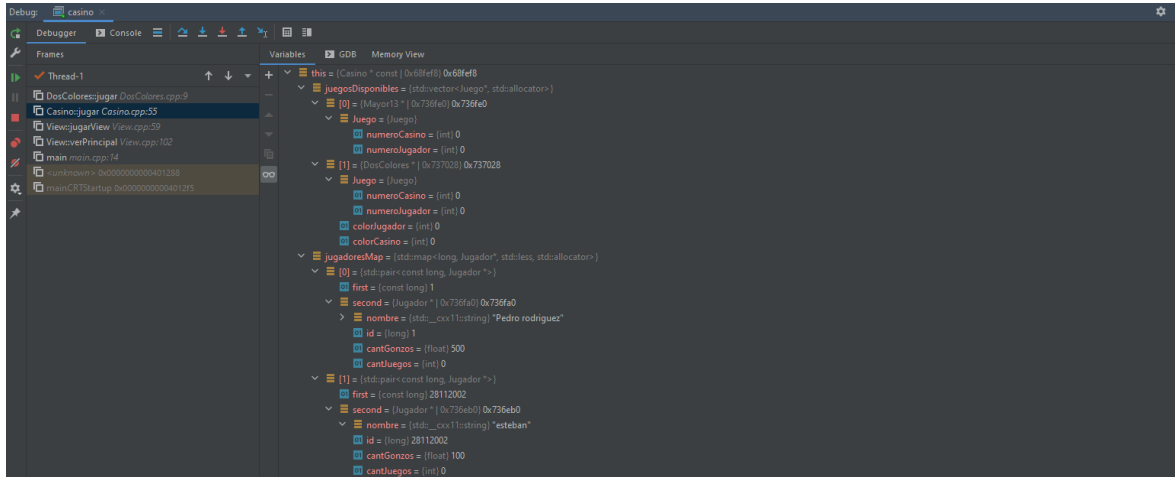 Debug: casino
Debugger Console
Frames
Variables GDB Memory View
Thread-1
DosColores::jugar DosColores.cpp:9
Casino::jugar Casino.cpp:55
View::jugarView View.cpp:59
View::verPrincipal View.cpp:102
main main.cpp:14
<unknown> 0x0000000000401288
mainCRTStartup 0x00000000004012f5
this = {Casino * const | 0x68fef8} 0x68fef8
juegosDisponibles = {std::vector<Juego*, std::allocator>}
[0] = {Mayor13 * | 0x736fe0} 0x736fe0
Juego = {Juego}
numeroCasino = {int} 0
numeroJugador = {int} 0
[1] = {DosColores * | 0x737028} 0x737028
Juego = {Juego}
numeroCasino = {int} 0
numeroJugador = {int} 0
colorJugador = {int} 0
colorCasino = {int} 0
jugadoresMap = {std::map<long, Jugador*, std::less, std::allocator>}
[0] = {std::pair<const long, Jugador *>}
first = {const long} 1
second = {Jugador * | 0x736fa0} 0x736fa0
nombre = {std::__cxx11::string} "Pedro rodriguez"
id = {long} 1
cantGonzos = {float} 500
cantJuegos = {int} 0
[1] = {std::pair<const long, Jugador *>}
first = {const long} 28112002
second = {Jugador * | 0x736eb0} 0x736eb0
nombre = {std::__cxx11::string} "esteban"
id = {long} 28112002
cantGonzos = {float} 100
cantJuegos = {int} 0